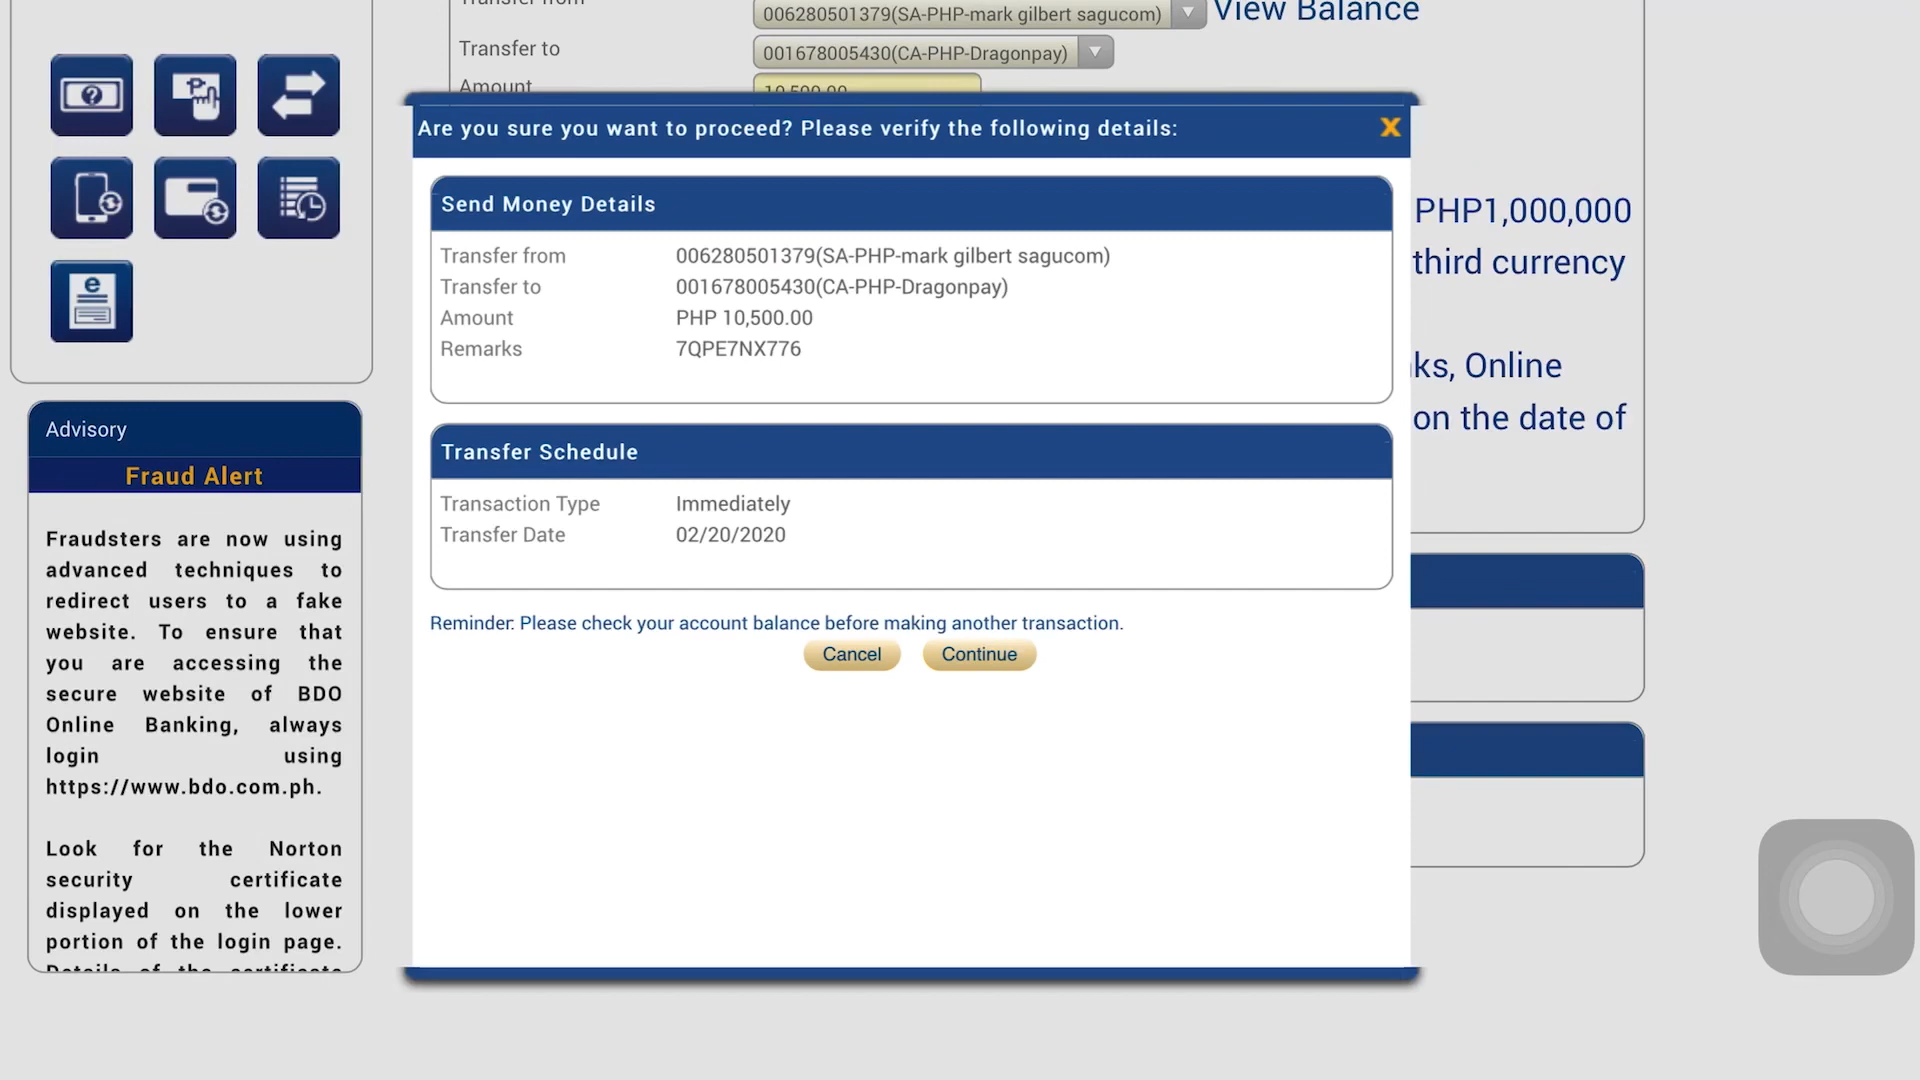 006280501379(SA-PHP-mark gilbert sagucom)
View Balance
Transfer to
001678005430(CA-PHP-Dragonpay)
Amount
10,500.00
Are you sure you want to proceed? Please verify the following details:
X
Send Money Details
Transfer from 006280501379(SA-PHP-mark gilbert sagucom)
Transfer to 001678005430(CA-PHP-Dragonpay)
Amount PHP 10,500.00
Remarks 7QPE7NX776
Transfer Schedule
Transaction Type Immediately
Transfer Date 02/20/2020
Reminder: Please check your account balance before making another transaction.
Cancel
Continue
PHP1,000,000
third currency
ks, Online
on the date of
Advisory
Fraud Alert
Fraudsters are now using
advanced techniques to
redirect users to a fake
website. To ensure that
you are accessing the
secure website of BDO
Online Banking, always
login using
https://www.bdo.com.ph.
Look for the Norton
security certificate
displayed on the lower
portion of the login page.
Details of the certificate